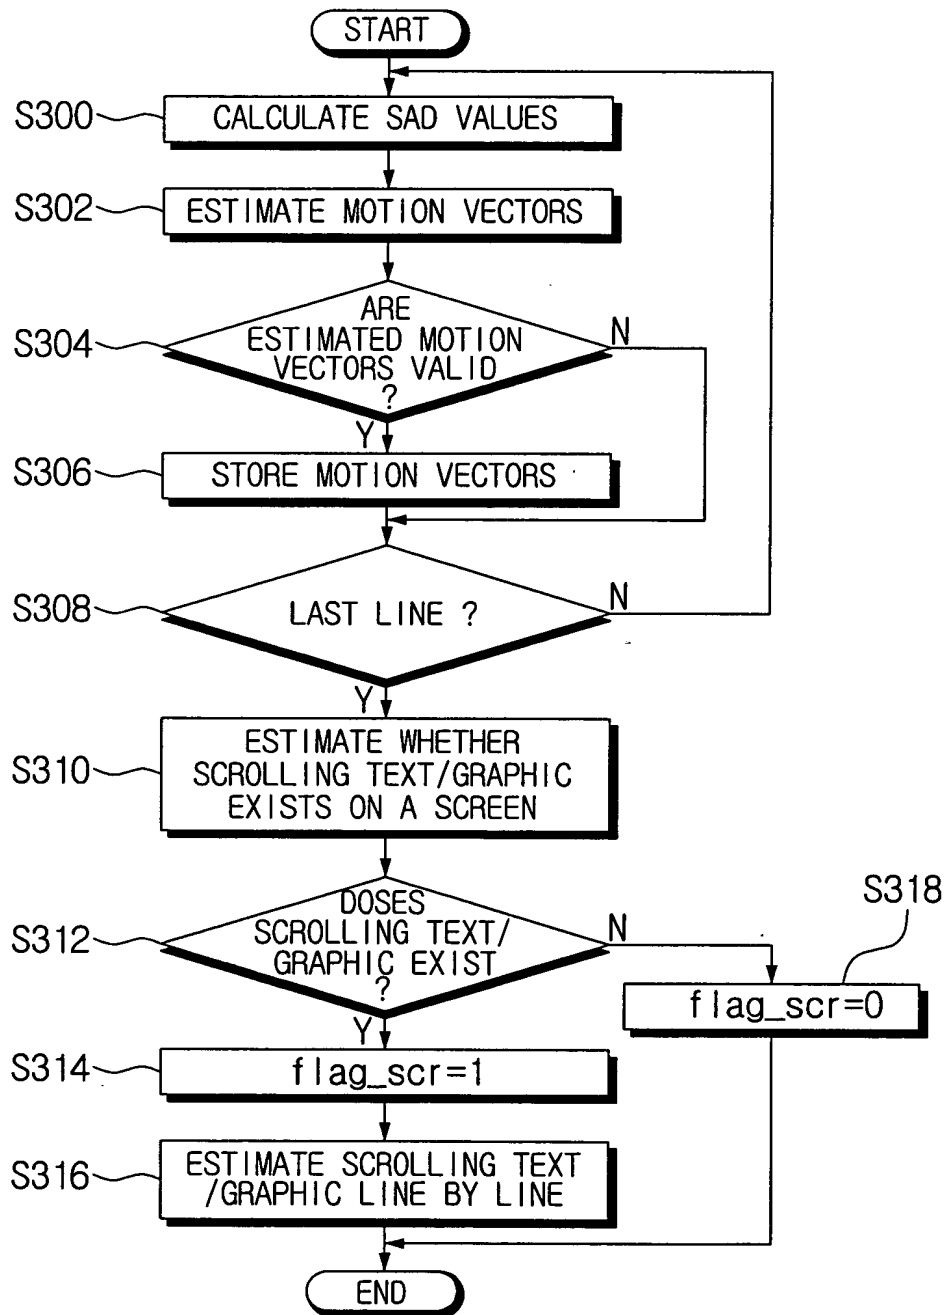 START
S300
CALCULATE SAD VALUES
S302
ESTIMATE MOTION VECTORS
S304
ARE
ESTIMATED MOTION
VECTORS VALID
?
N
Y
S306
STORE MOTION VECTORS
S308
LAST LINE ?
N
Y
S310
ESTIMATE WHETHER
SCROLLING TEXT/GRAPHIC
EXISTS ON A SCREEN
S312
DOSES
SCROLLING TEXT/
GRAPHIC EXIST
?
N
S318
flag_scr=0
Y
S314
flag_scr=1
S316
ESTIMATE SCROLLING TEXT
/GRAPHIC LINE BY LINE
END